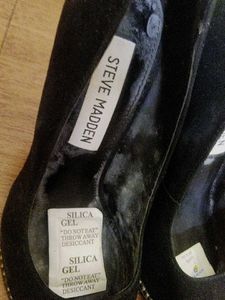 STEVE MADDEN
SILICA
GEL
"DO NOT EAT"
THROW AWAY
DESICCANT
SILICA
GEL
"DO NOT EAT"
THROW AWAY
DESICCANT